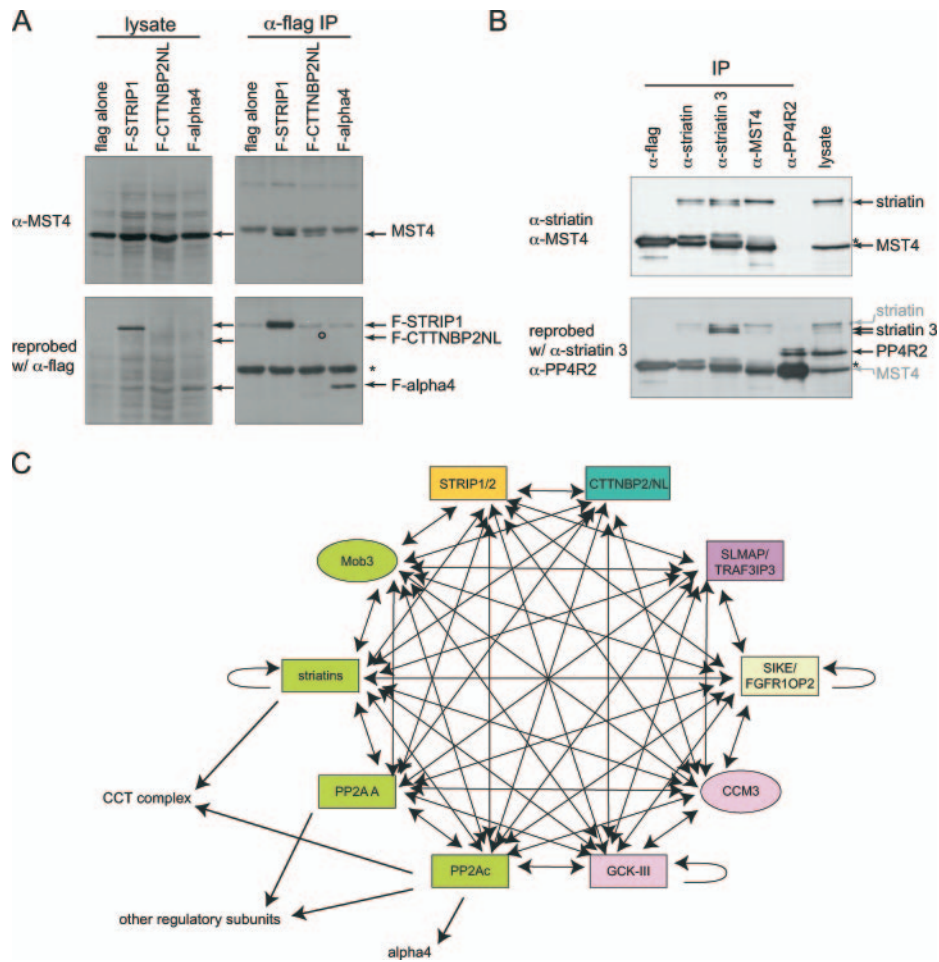 A
lysate
α-flag IP
flag alone
F-STRIP1
F-CTTNBP2NL
F-alpha4
flag alone
F-STRIP1
F-CTTNBP2NL
F-alpha4
α-MST4
MST4
reprobed
w/ α-flag
F-STRIP1
F-CTTNBP2NL
*
F-alpha4
B
IP
α-flag
α-striatin
α-striatin 3
α-MST4
α-PP4R2
lysate
α-striatin
α-MST4
striatin
*
MST4
reprobed
w/ α-striatin 3
α-PP4R2
striatin
striatin 3
PP4R2
*
MST4
C
STRIP1/2
CTTNBP2/NL
Mob3
SLMAP/
TRAF3IP3
striatins
SIKE/
FGFR1OP2
CCT complex
PP2A A
CCM3
PP2Ac
GCK-III
other regulatory subunits
alpha4